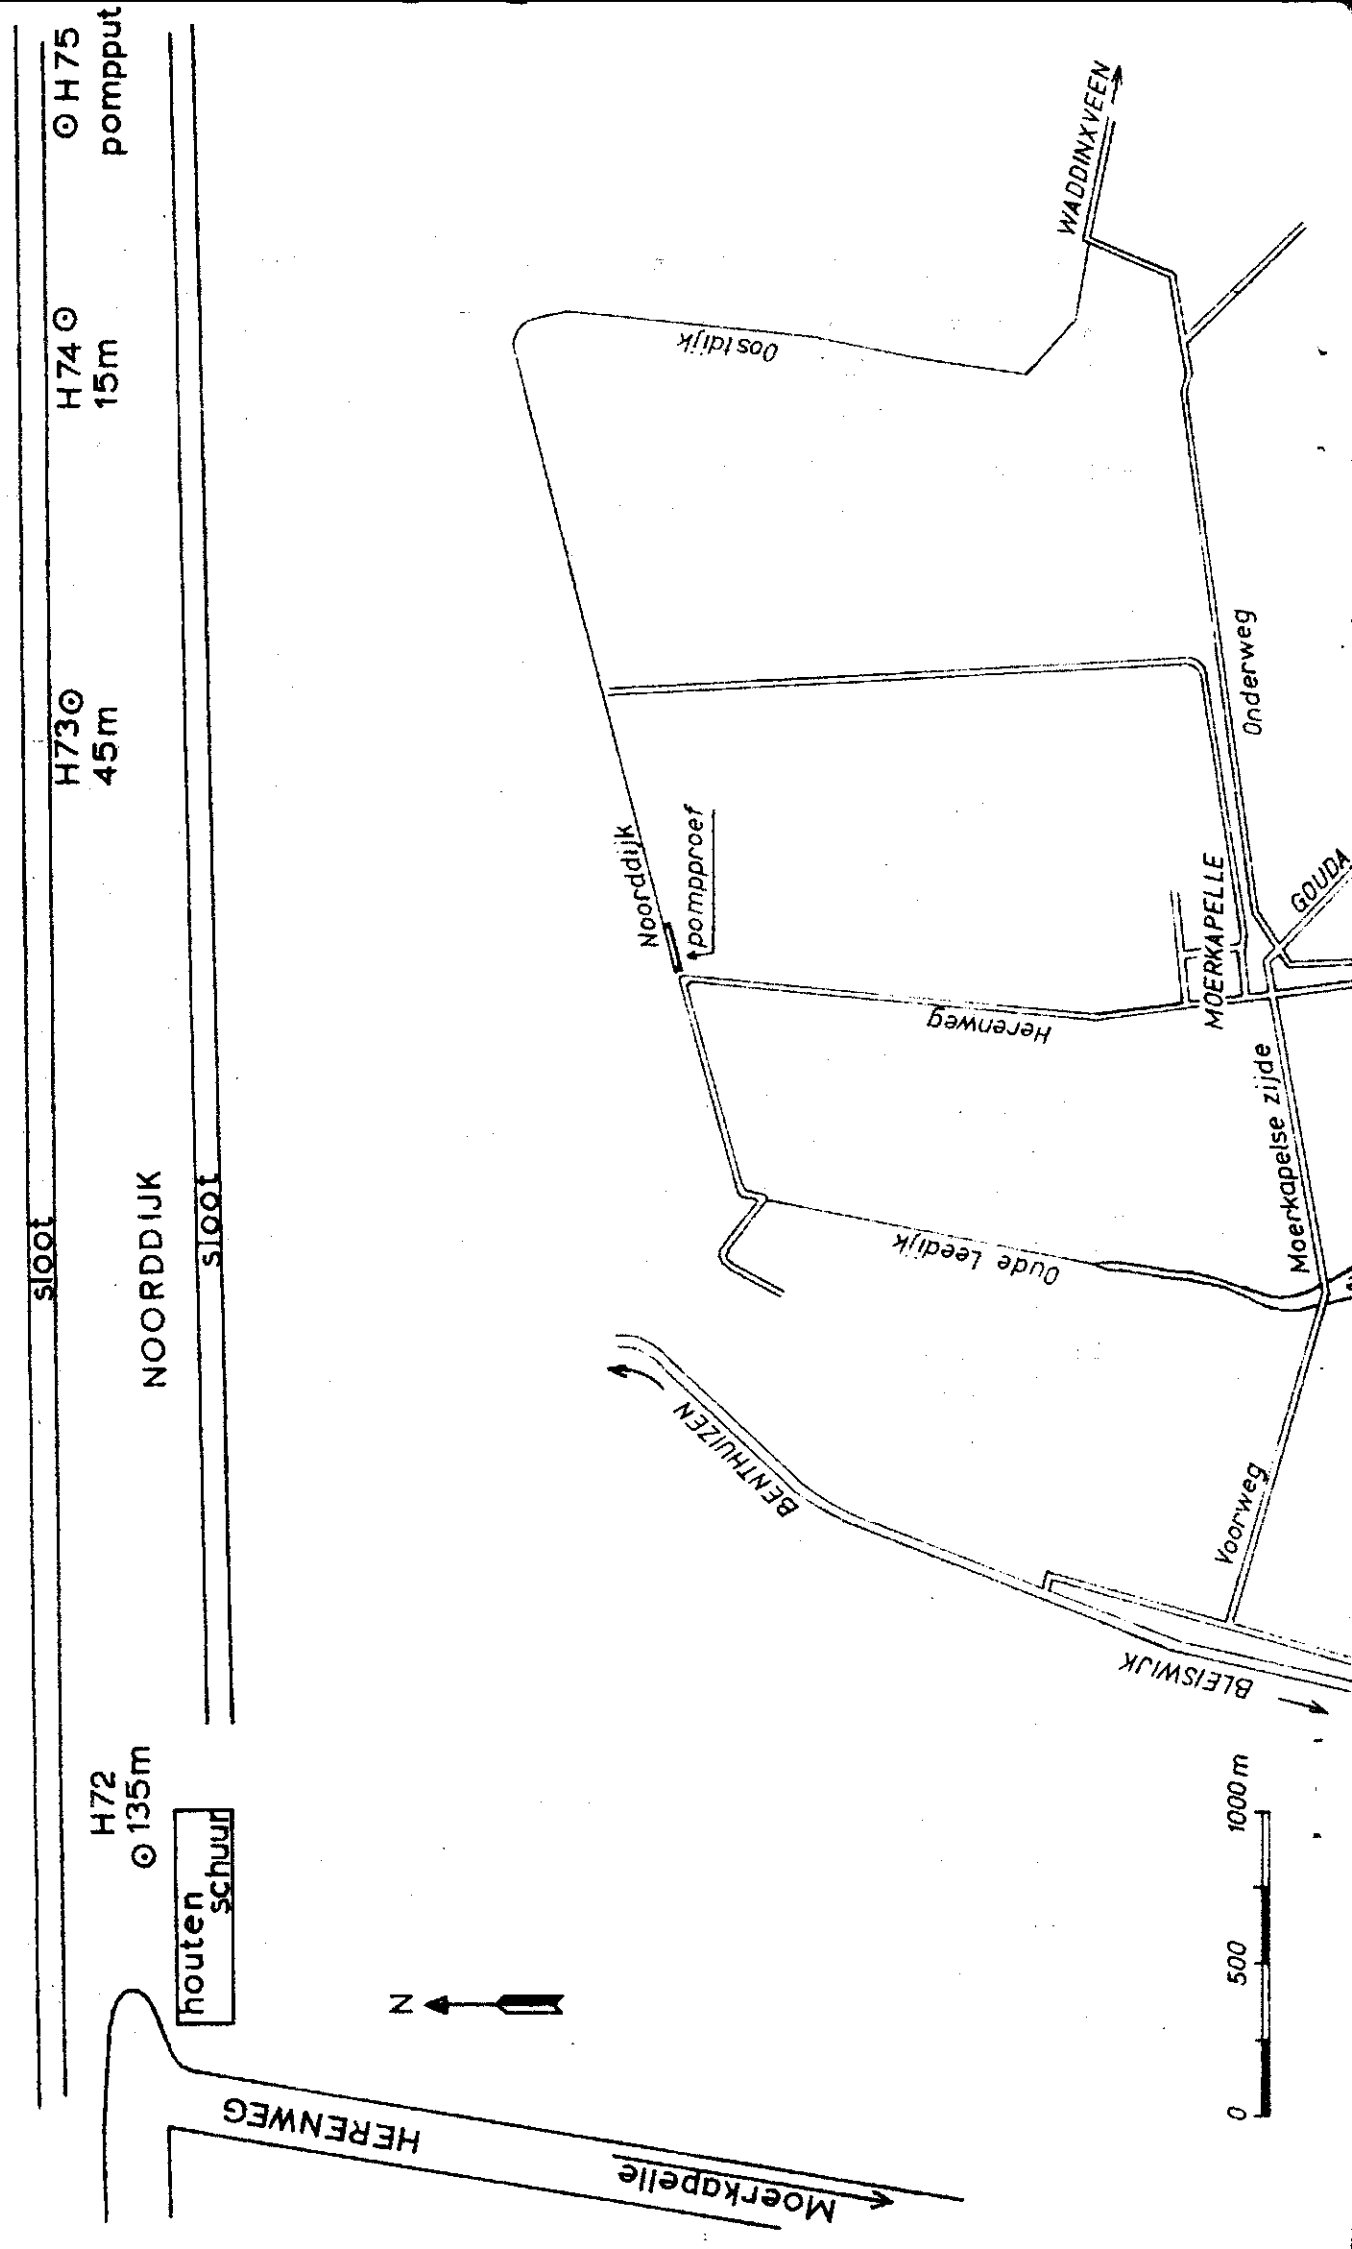 sloot
H72
135m
H73
45m
H74
15m
H75
pompput
NOORDDIJK
sloot
houten
schuur
HERENWEG
Moerkapelle
N
Noorddijk
pompproef
Oostdijk
WADDINXVEEN
BENTHUIZEN
Oude Leedijk
Herenweg
MOERKAPELLE
Onderweg
GOUDA
Moerkapelse zijde
Voorweg
BLEISWIJK
0 500 1000 m